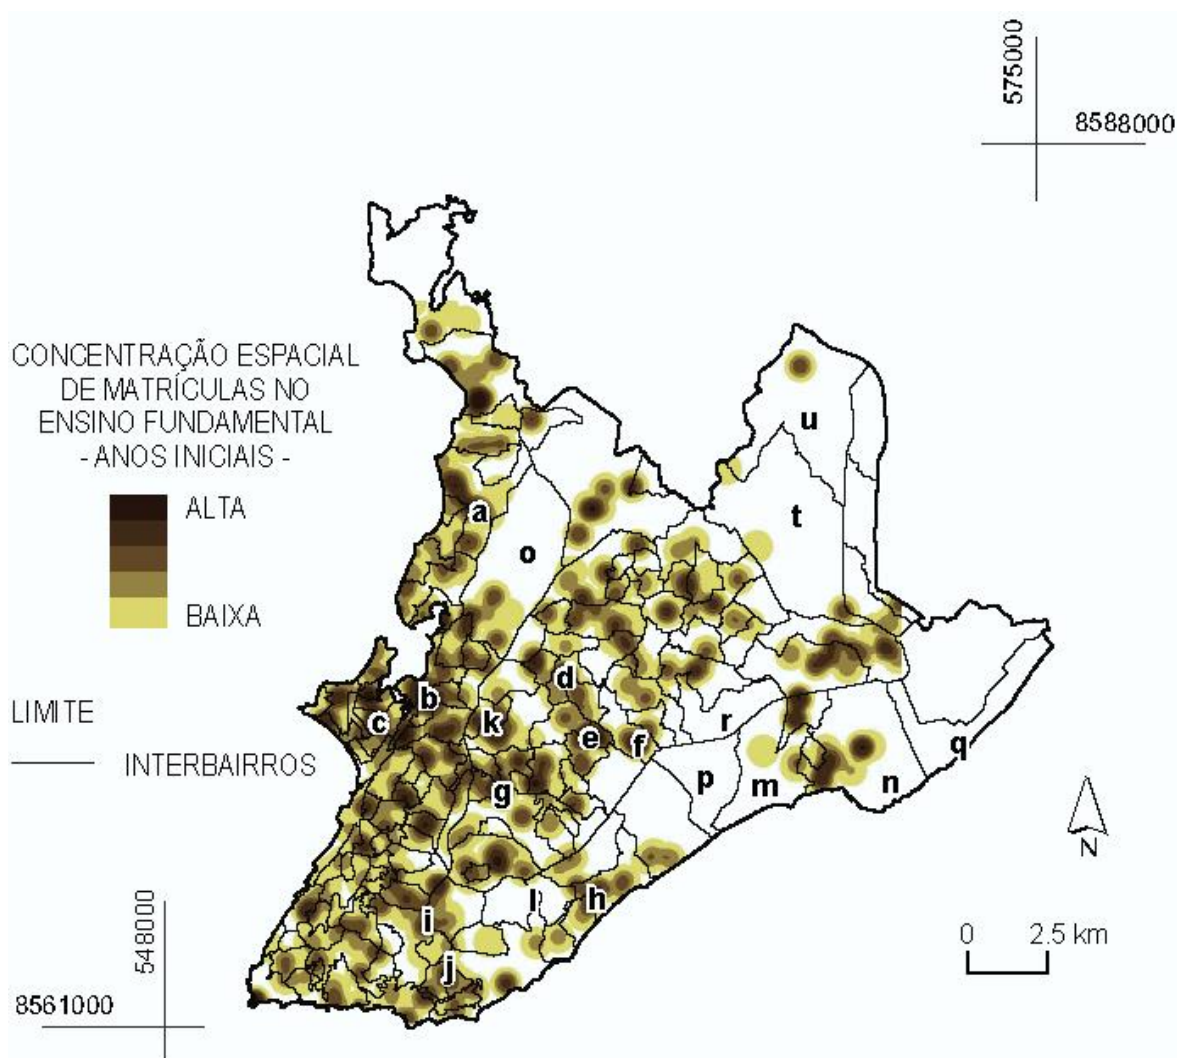 575000
8588000
CONCENTRAÇÃO ESPACIAL
DE MATRÍCULAS NO
ENSINO FUNDAMENTAL
- ANOS INICIAIS -
ALTA
BAIXA
LIMITE
INTERBAIRROS
u
a
t
o
d
b
c
k
e
f
r
q
p
m
n
g
l
h
i
j
N
0 2.5 km
548000
8561000